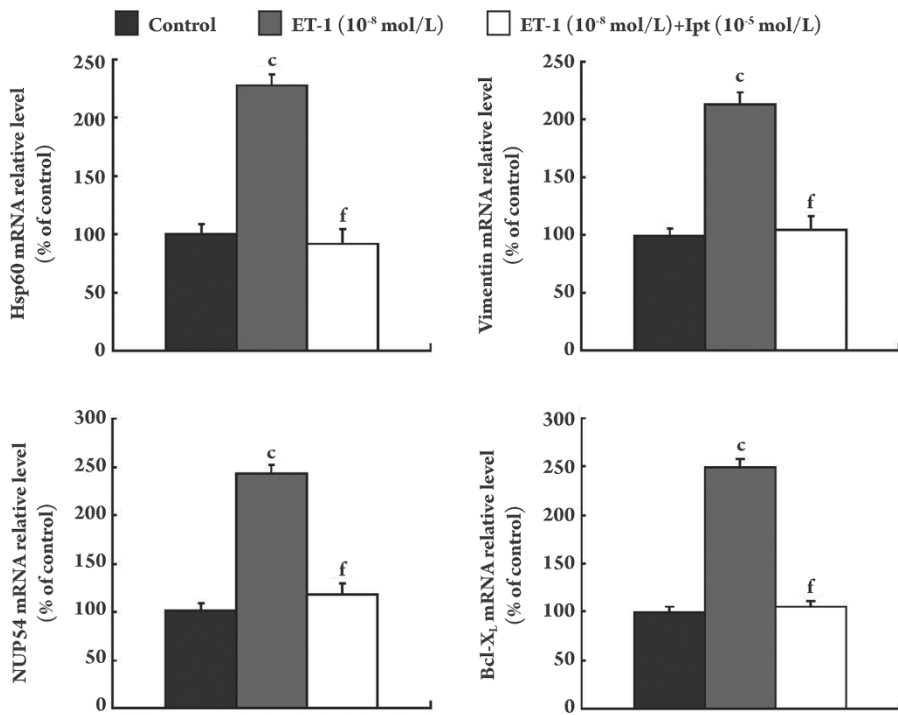 Control ET-1 (10⁻⁸ mol/L) ET-1 (10⁻⁸ mol/L)+Ipt (10⁻⁵ mol/L)
Hsp60 mRNA relative level
(% of control)
250
200
150
100
50
0
c
f
Vimentin mRNA relative level
(% of control)
250
200
150
100
50
0
c
f
NUP54 mRNA relative level
(% of control)
300
250
200
150
100
50
0
c
f
Bcl-X_L mRNA relative level
(% of control)
300
250
200
150
100
50
0
c
f